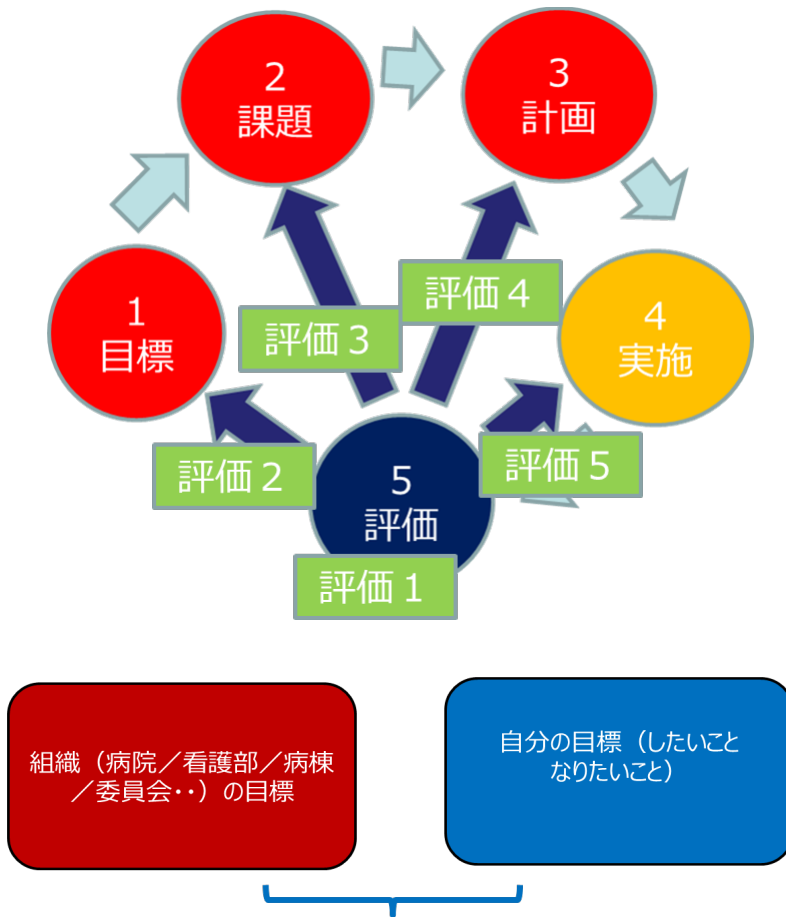 2
課題
3
計画
1
目標
評価３
評価４
4
実施
評価２
5
評価
評価５
評価１
組織（病院／看護部／病棟
／委員会・・）の目標
自分の目標（したいこと
なりたいこと）